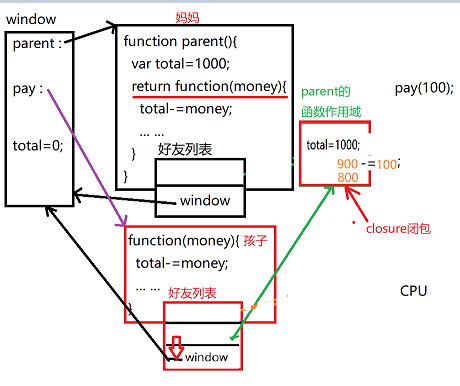 window
parent :
pay :
total=0;
妈妈
function parent(){
var total=1000;
return function(money){
total-=money;
... ...
}
}
好友列表
window
parent的
函数作用域
total=1000;
900 -=100;
800
closure闭包
pay(100);
CPU
function(money){ 孩子
total-=money;
... ...
}
好友列表
window